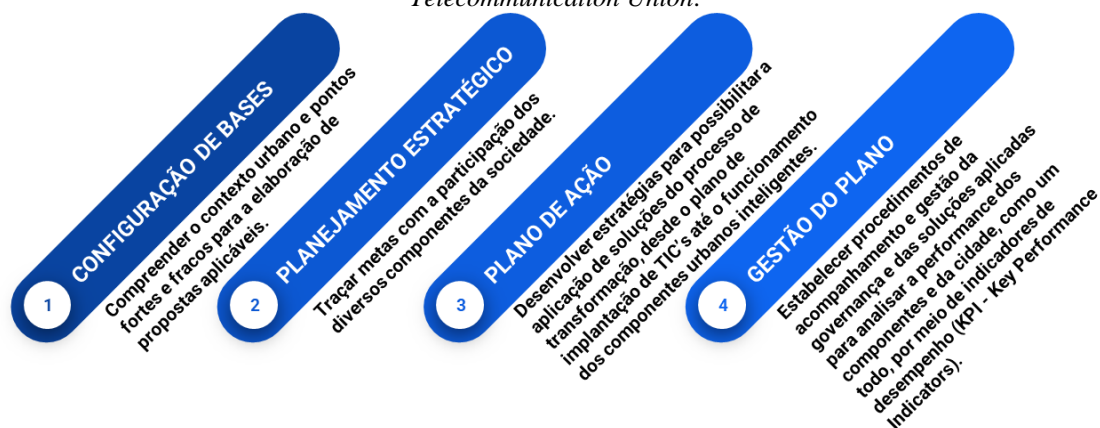 Telecommunication Union.
1
CONFIGURAÇÃO DE BASES
Compreender o contexto urbano e pontos
fortes e fracos para a elaboração de
propostas aplicáveis.
2
PLANEJAMENTO ESTRATÉGICO
Traçar metas com a participação dos
diversos componentes da sociedade.
3
PLANO DE AÇÃO
Desenvolver estratégias para possibilitar a
aplicação de soluções do processo de
transformação, desde o plano de
implantação de TIC's até o funcionamento
dos componentes urbanos inteligentes.
4
GESTÃO DO PLANO
Estabelecer procedimentos de
acompanhamento e gestão da
governança e das soluções aplicadas
para analisar a performance dos
componentes e da cidade, como um
todo, por meio de indicadores de
desempenho (KPI - Key Performance
Indicators).